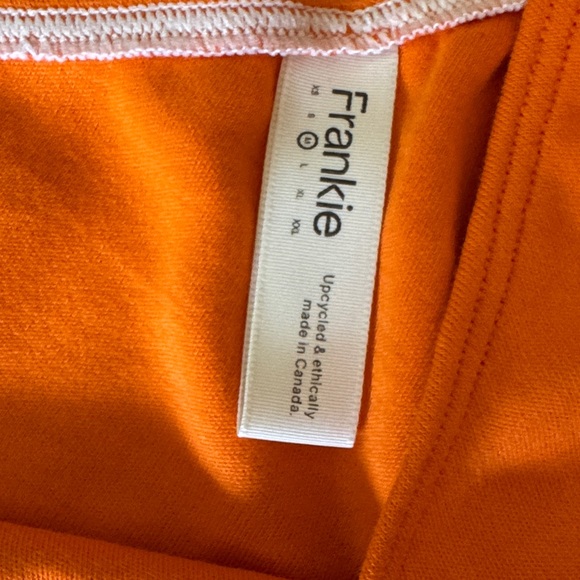 Frankie
XS S M L XL XXL
Upcycled & ethically
made in Canada.